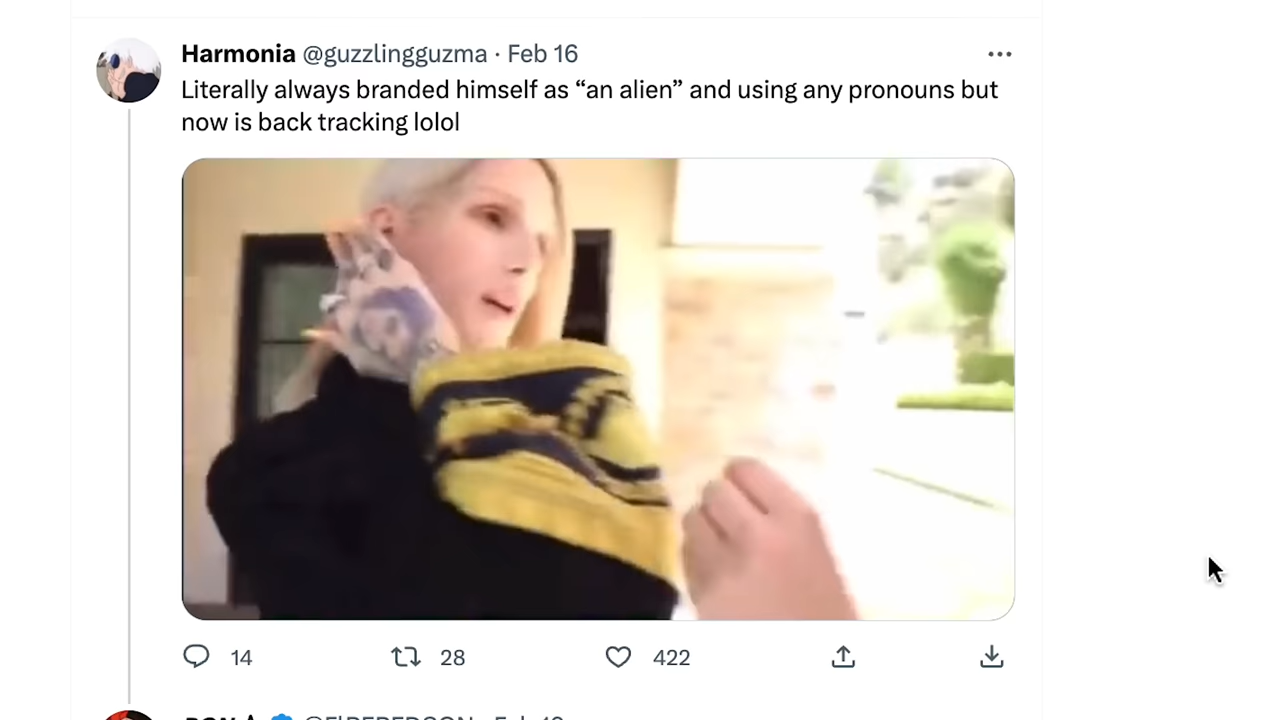 Harmonia @guzzlingguzma · Feb 16
Literally always branded himself as “an alien” and using any pronouns but
now is back tracking lolol
14 28 422